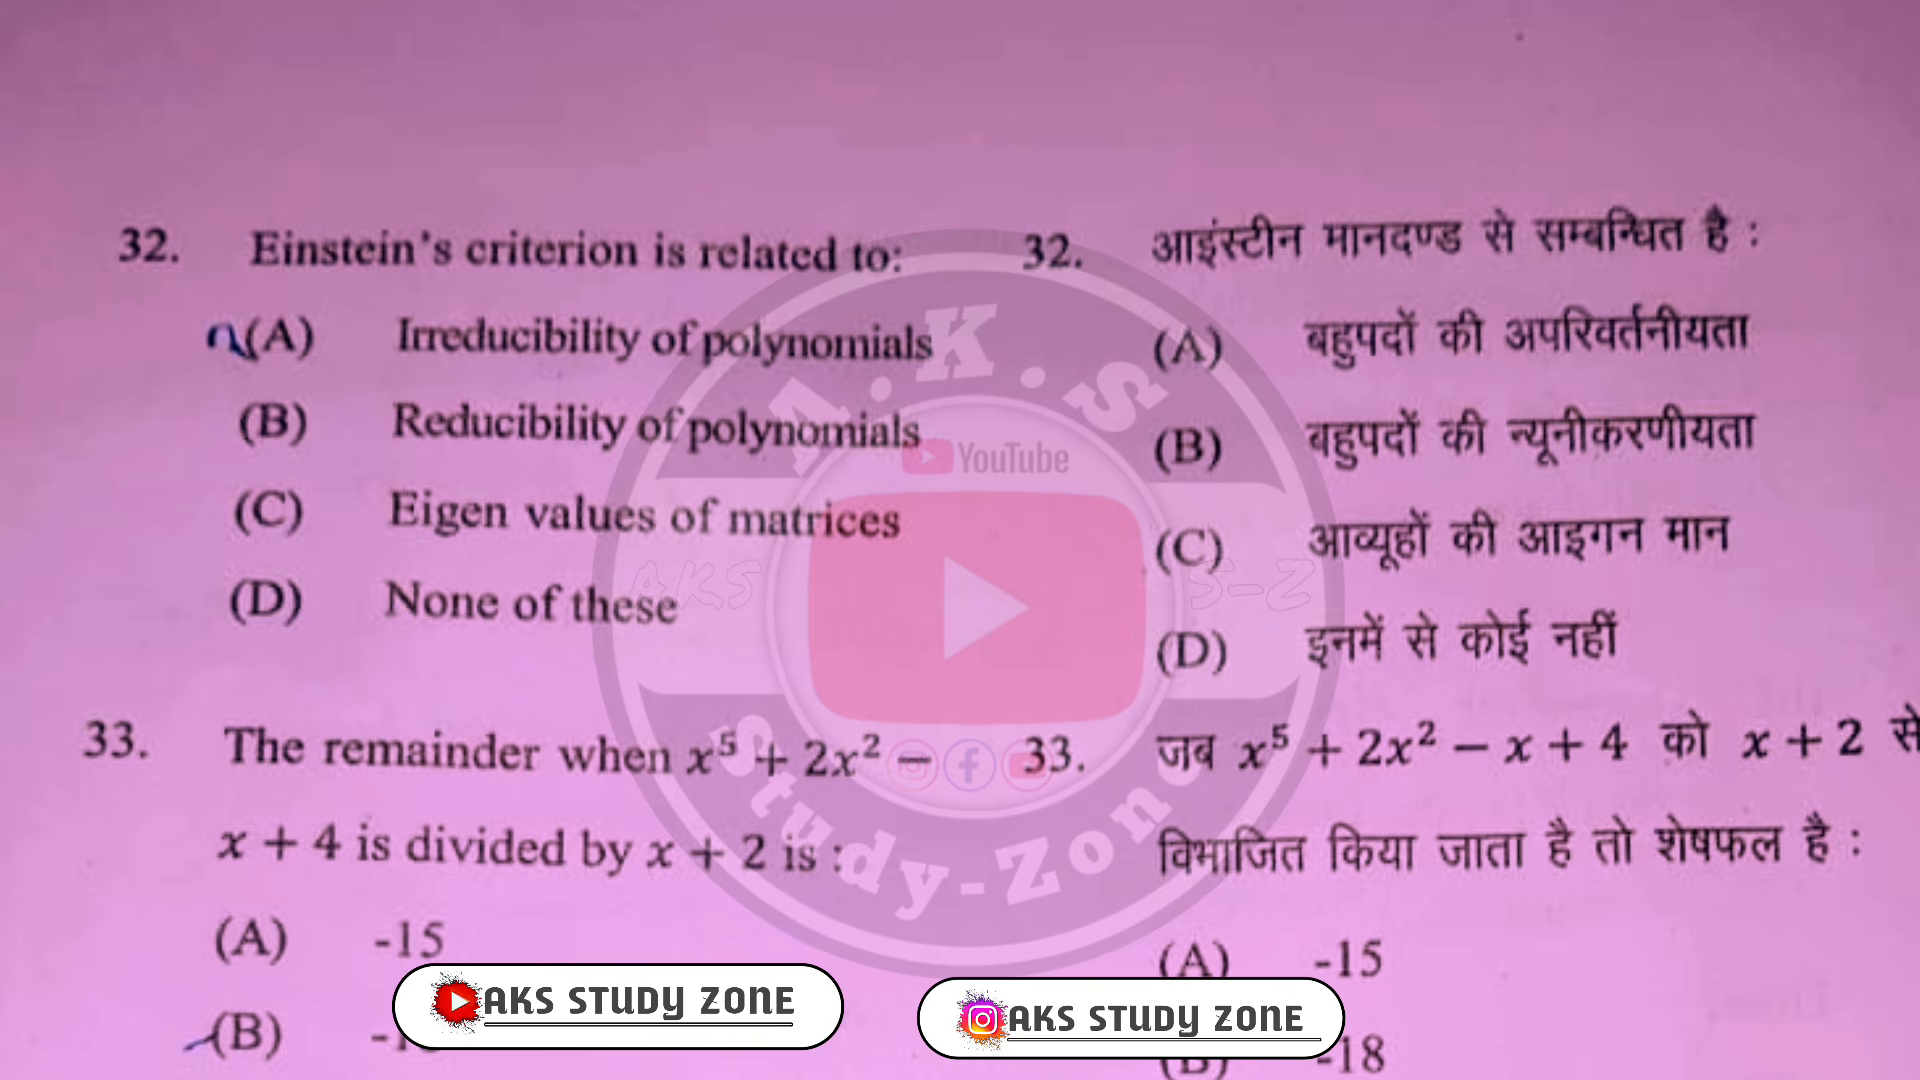 32. Einstein's criterion is related to:
(A) Irreducibility of polynomials
(B) Reducibility of polynomials
(C) Eigen values of matrices
(D) None of these
33. The remainder when x⁵ + 2x² −
x + 4 is divided by x + 2 is :
(A) -15
(B)
32. आइंस्टीन मानदण्ड से सम्बन्धित है :
(A) बहुपदों की अपरिवर्तनीयता
(B) बहुपदों की न्यूनीकरणीयता
(C) आव्यूहों की आइगन मान
(D) इनमें से कोई नहीं
33. जब x⁵ + 2x² − x + 4 को x + 2 से
विभाजित किया जाता है तो शेषफल है :
(A) -15
(B) -18
A.K.S
YouTube
AKS S-Z
Study-Zone
AKS STUDY ZONE
AKS STUDY ZONE